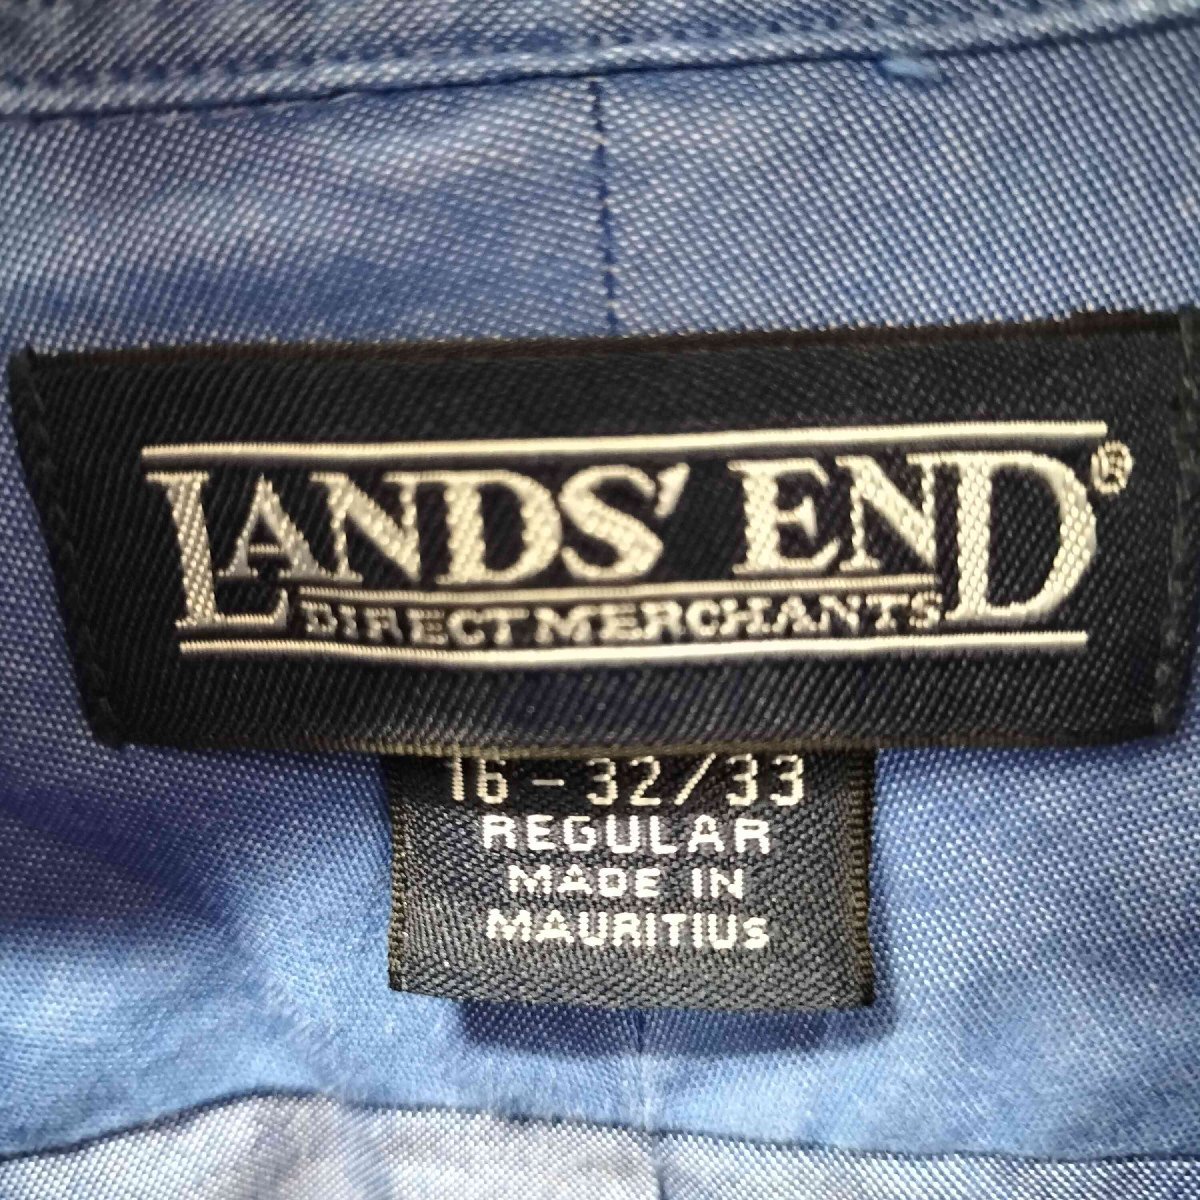 LANDS' END®
DIRECT MERCHANTS
16-32/33
REGULAR
MADE IN
MAURITIUS